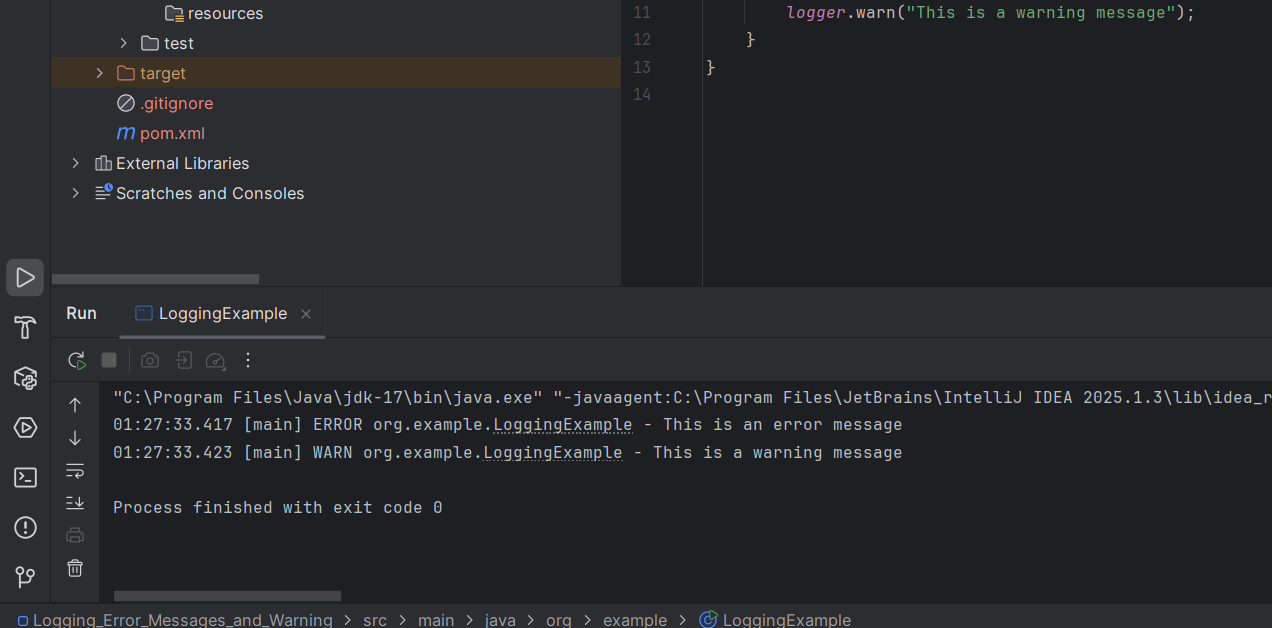 resources
test
target
.gitignore
pom.xml
External Libraries
Scratches and Consoles
11 logger.warn("This is a warning message");
12 }
13 }
14
Run LoggingExample
"C:\Program Files\Java\jdk-17\bin\java.exe" "-javaagent:C:\Program Files\JetBrains\IntelliJ IDEA 2025.1.3\lib\idea_r
01:27:33.417 [main] ERROR org.example.LoggingExample - This is an error message
01:27:33.423 [main] WARN org.example.LoggingExample - This is a warning message
Process finished with exit code 0
Logging_Error_Messages_and_Warning > src > main > java > org > example > LoggingExample